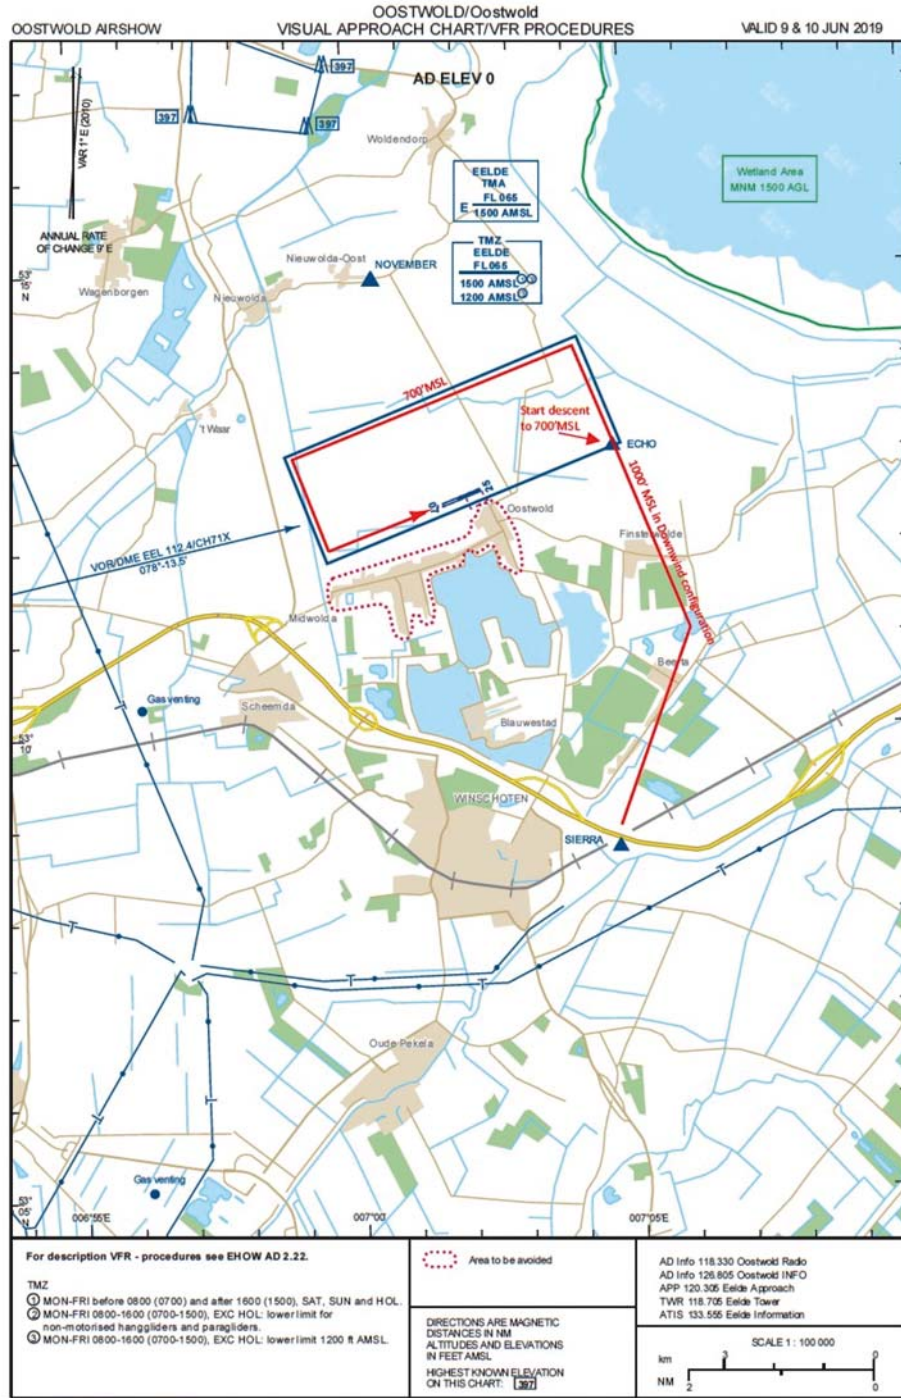 OOSTWOLD/Oostwold
OOSTWOLD AIRSHOW
VISUAL APPROACH CHART/VFR PROCEDURES
VALID 9 & 10 JUN 2019
AD ELEV 0
397
397
397
VAR 1° E (2010)
ANNUAL RATE
OF CHANGE 9' E
Woldendorp
Wetland Area
MNM 1500 AGL
EELDE
TMA
FL 065
E 1500 AMSL
TMZ
EELDE
FL065
1500 AMSL ① ②
1200 AMSL ③
Nieuwolda-Oost
NOVEMBER
53°
15'
N
Wagenborgen
Nieuwolda
700'MSL
Start descent
to 700'MSL
't Waar
ECHO
1000' MSL in Downwind configuration
25
Oostwold
Finsterwolde
VOR/DME EEL 112.4/CH71X
078°-13.5'
Midwolda
Beerta
Gas venting
Scheemda
Blauwestad
53°
10'
WINSCHOTEN
SIERRA
T
T
T
T
T
T
T
Oude Pekela
Gas venting
53°
05'
N
006°55'E
007°00'
007°05'E
For description VFR - procedures see EHOW AD 2.22.
TMZ
① MON-FRI before 0800 (0700) and after 1600 (1500), SAT, SUN and HOL.
② MON-FRI 0800-1600 (0700-1500), EXC HOL: lower limit for
non-motorised hanggliders and paragliders.
③ MON-FRI 0800-1600 (0700-1500), EXC HOL: lower limit 1200 ft AMSL.
Area to be avoided
DIRECTIONS ARE MAGNETIC
DISTANCES IN NM
ALTITUDES AND ELEVATIONS
IN FEET AMSL
HIGHEST KNOWN ELEVATION
ON THIS CHART: 397
AD Info 118.330 Oostwold Radio
AD Info 126.805 Oostwold INFO
APP 120.305 Eelde Approach
TWR 118.705 Eelde Tower
ATIS 133.555 Eelde Information
SCALE 1 : 100 000
km 3 0
NM 2 0